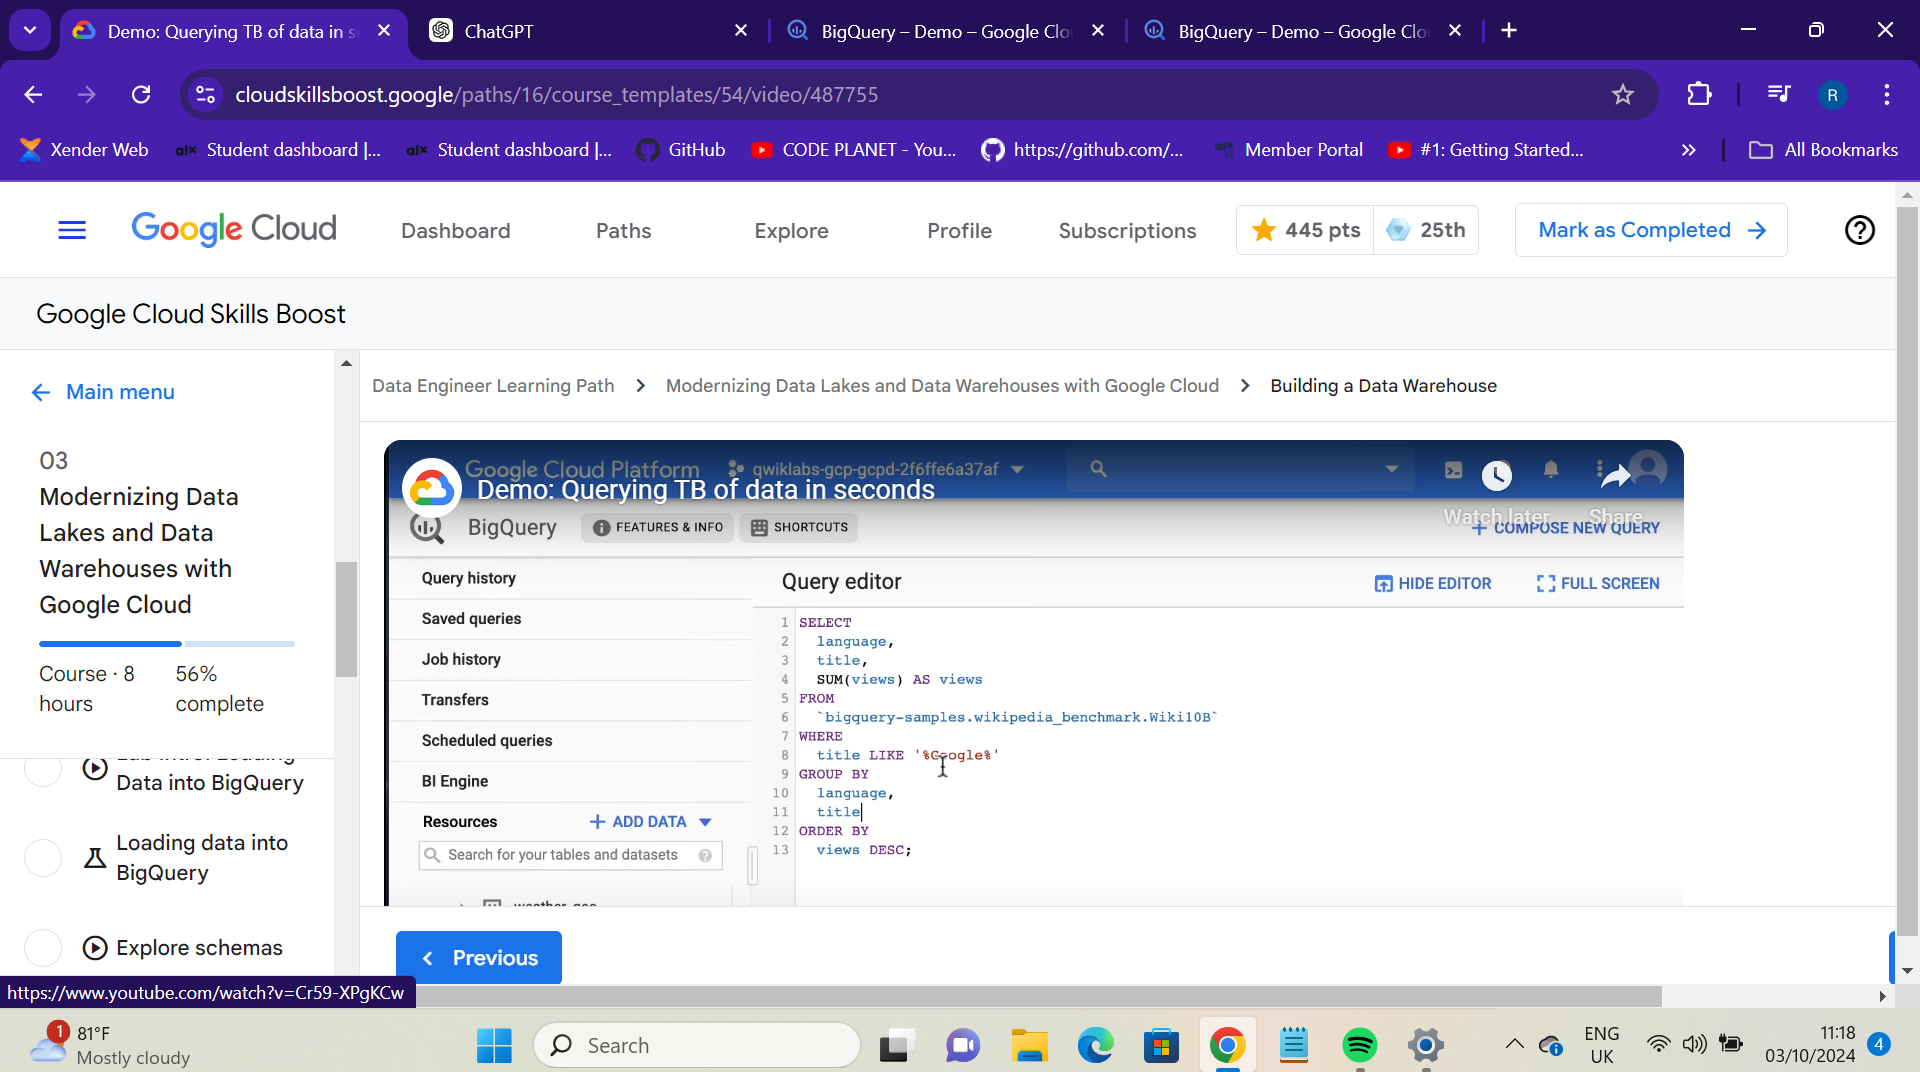 Demo: Querying TB of data in s
ChatGPT
BigQuery – Demo – Google Clo
BigQuery – Demo – Google Clo
cloudskillsboost.google/paths/16/course_templates/54/video/487755
R
Xender Web
Student dashboard |...
Student dashboard |...
GitHub
CODE PLANET - You...
https://github.com/...
Member Portal
#1: Getting Started...
»
All Bookmarks
Google Cloud
Dashboard
Paths
Explore
Profile
Subscriptions
445 pts
25th
Mark as Completed
Google Cloud Skills Boost
Main menu
03
Modernizing Data
Lakes and Data
Warehouses with
Google Cloud
Course · 8
hours
56%
complete
Data into BigQuery
Loading data into
BigQuery
Explore schemas
Data Engineer Learning Path
Modernizing Data Lakes and Data Warehouses with Google Cloud
Building a Data Warehouse
Google Cloud Platform
qwiklabs-gcp-gcpd-2f6ffe6a37af
Demo: Querying TB of data in seconds
Watch later
Share
BigQuery
FEATURES & INFO
SHORTCUTS
+ COMPOSE NEW QUERY
Query history
Saved queries
Job history
Transfers
Scheduled queries
BI Engine
Resources
+ ADD DATA
Search for your tables and datasets
Query editor
HIDE EDITOR
FULL SCREEN
1 SELECT
2 language,
3 title,
4 SUM(views) AS views
5 FROM
6 `bigquery-samples.wikipedia_benchmark.Wiki10B`
7 WHERE
8 title LIKE '%Google%'
9 GROUP BY
10 language,
11 title
12 ORDER BY
13 views DESC;
Previous
https://www.youtube.com/watch?v=Cr59-XPgKCw
1
81°F
Mostly cloudy
Search
ENG
UK
11:18
03/10/2024
4